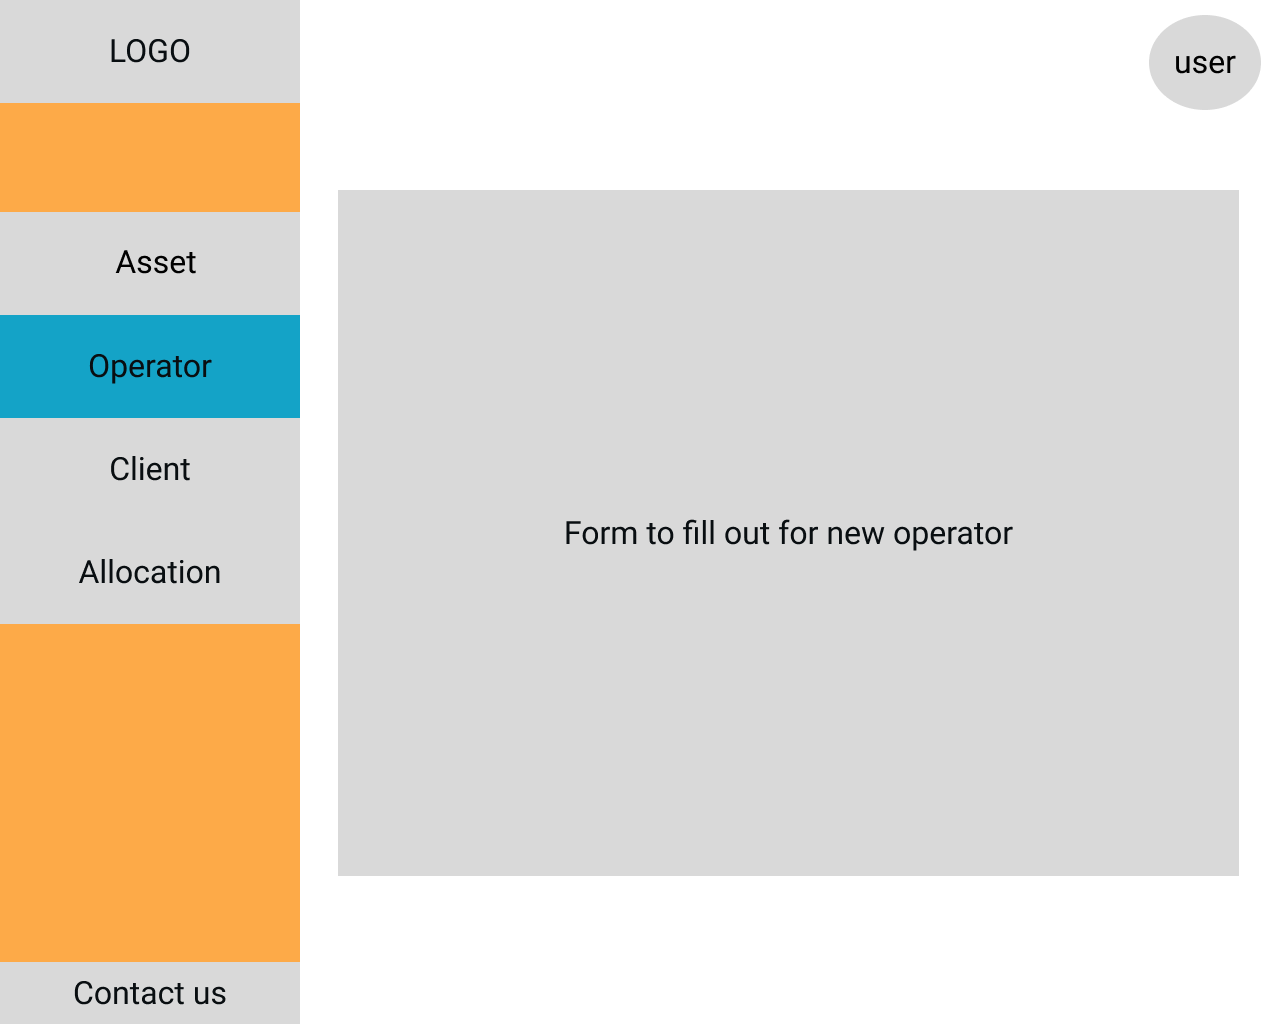 LOGO
user
Asset
Operator
Client
Allocation
Form to fill out for new operator
Contact us